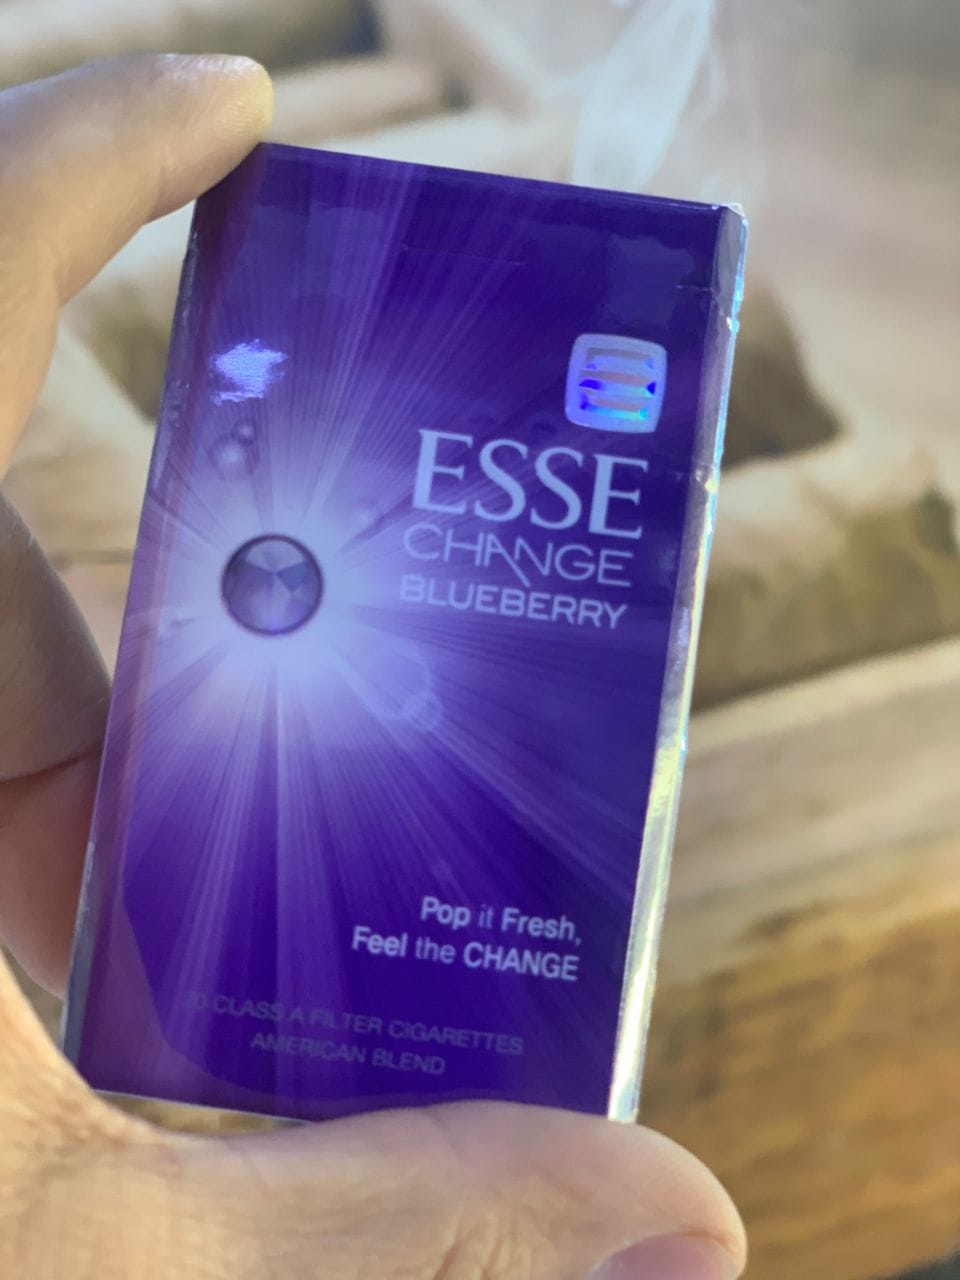 ESSE
CHANGE
BLUEBERRY
Pop it Fresh,
Feel the CHANGE
20 CLASS A FILTER CIGARETTES
AMERICAN BLEND